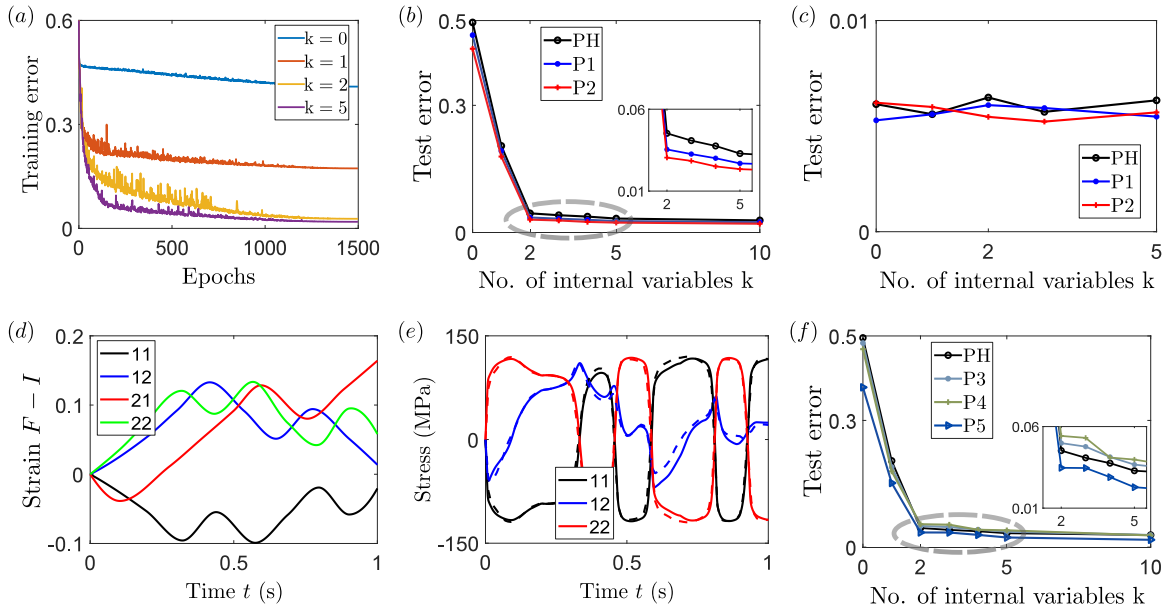 (a)
0.6
0.3
0
Training error
k = 0
k = 1
k = 2
k = 5
0 500 1000 1500
Epochs
(b)
0.5
0.3
0
Test error
PH
P1
P2
0.06
0.01
2 5
0 2 5 10
No. of internal variables k
(c)
0.01
0
Test error
PH
P1
P2
0 2 5
No. of internal variables k
(d)
0.2
0.1
0
-0.1
Strain F − I
11
12
21
22
0 0.5 1
Time t (s)
(e)
150
0
-150
Stress (MPa)
11
12
22
0 0.5 1
Time t (s)
(f)
0.5
0.3
0
Test error
PH
P3
P4
P5
0.06
0.01
2 5
0 2 5 10
No. of internal variables k